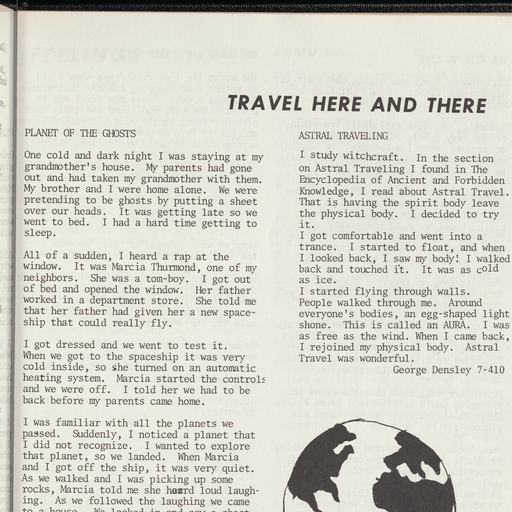 TRAVEL HERE AND THERE
PLANET OF THE GHOSTS
One cold and dark night I was staying at my
grandmother's house. My parents had gone
out and had taken my grandmother with them.
My brother and I were home alone. We were
pretending to be ghosts by putting a sheet
over our heads. It was getting late so we
went to bed. I had a hard time getting to
sleep.
All of a sudden, I heard a rap at the
window. It was Marcia Thurmond, one of my
neighbors. She was a tom-boy. I got out
of bed and opened the window. Her father
worked in a department store. She told me
that her father had given her a new space-
ship that could really fly.
I got dressed and we went to test it.
When we got to the spaceship it was very
cold inside, so she turned on an automatic
heating system. Marcia started the controls
and we were off. I told her we had to be
back before my parents came home.
I was familiar with all the planets we
passed. Suddenly, I noticed a planet that
I did not recognize. I wanted to explore
that planet, so we landed. When Marcia
and I got off the ship, it was very quiet.
As we walked and I was picking up some
rocks, Marcia told me she heard loud laugh-
ing. As we followed the laughing we came
to a house. We looked in and saw a ghost
ASTRAL TRAVELING
I study witchcraft. In the section
on Astral Traveling I found in The
Encyclopedia of Ancient and Forbidden
Knowledge, I read about Astral Travel.
That is having the spirit body leave
the physical body. I decided to try
it.
I got comfortable and went into a
trance. I started to float, and when
I looked back, I saw my body! I walked
back and touched it. It was as cold
as ice.
I started flying through walls.
People walked through me. Around
everyone's bodies, an egg-shaped light
shone. This is called an AURA. I was
as free as the wind. When I came back,
I rejoined my physical body. Astral
Travel was wonderful.
George Densley 7-410